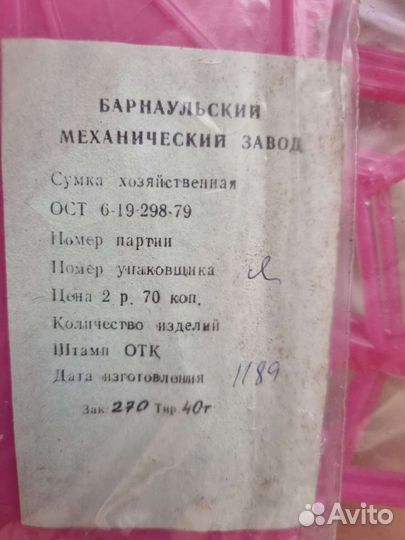 БАРНАУЛЬСКИЙ
МЕХАНИЧЕСКИЙ ЗАВОД
Сумка хозяйственная
ОСТ 6-19-298-79
Номер партии
Номер упаковщика
Цена 2 р. 70 коп.
Количество изделий
Штамп ОТК
Дата изготовления 1189
Зак. 270 Тир. 40т
Avito